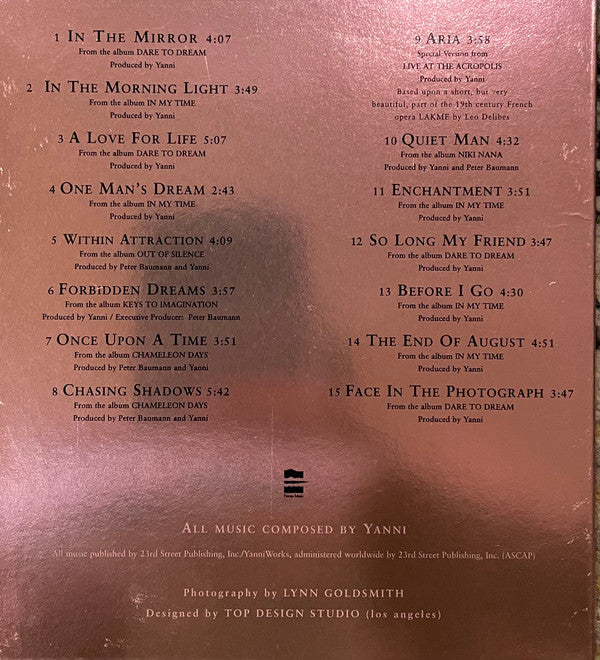 1 IN THE MIRROR 4:07
From the album DARE TO DREAM
Produced by Yanni
2 IN THE MORNING LIGHT 3:49
From the album IN MY TIME
Produced by Yanni
3 A LOVE FOR LIFE 5:07
From the album DARE TO DREAM
Produced by Yanni
4 ONE MAN'S DREAM 2:43
From the album IN MY TIME
Produced by Yanni
5 WITHIN ATTRACTION 4:09
From the album OUT OF SILENCE
Produced by Peter Baumann and Yanni
6 FORBiDDEN DREAMS 3:57
From the album KEYS TO IMAGINATION
Produced by Yanni / Executive Producer: Peter Baumann
7 ONCE UPON A TIME 3:51
From the album CHAMELEON DAYS
Produced by Peter Baumann and Yanni
8 CHASING SHADOWS 5:42
From the album CHAMELEON DAYS
Produced by Peter Baumann and Yanni
9 ARIA 3:58
Special Version from
LIVE AT THE ACROPOLIS
Produced by Yanni
Based upon a short, but very
beautiful, part of the 19th century French
opera LAKME by Leo Delibes
10 QUIET MAN 4:32
From the album NIKI NANA
Produced by Yanni and Peter Baumann
11 ENCHANTMENT 3:51
From the album IN MY TIME
Produced by Yanni
12 SO LONG MY FRIEND 3:47
From the album DARE TO DREAM
Produced by Yanni
13 BEFORE I GO 4:30
From the album IN MY TIME
Produced by Yanni
14 THE END OF AUGUST 4:51
From the album IN MY TIME
Produced by Yanni
15 FACE IN THE PHOTOGRAPH 3:47
From the album DARE TO DREAM
Produced by Yanni
ALL MUSIC COMPOSED BY YANNI
All music published by 23rd Street Publishing, Inc./YanniWorks, administered worldwide by 23rd Street Publishing, Inc. (ASCAP)
Photography by LYNN GOLDSMITH
Designed by TOP DESIGN STUDIO (los angeles)